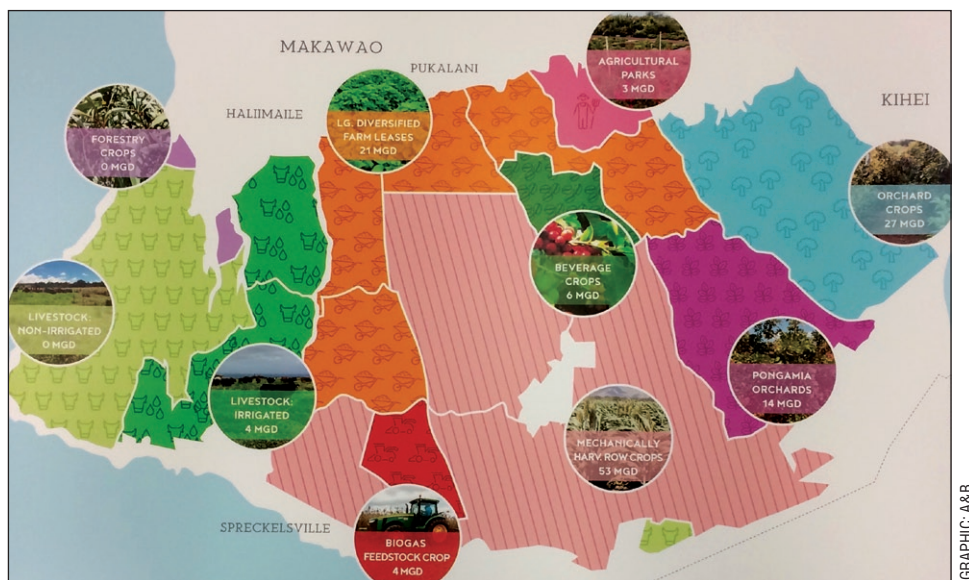 MAKAWAO
PUKALANI
HALIIMAILE
KIHEI
AGRICULTURAL
PARKS
3 MGD
FORESTRY
CROPS
0 MGD
LG. DIVERSIFIED
FARM LEASES
21 MGD
ORCHARD
CROPS
27 MGD
BEVERAGE
CROPS
6 MGD
LIVESTOCK:
NON-IRRIGATED
0 MGD
PONGAMIA
ORCHARDS
14 MGD
LIVESTOCK:
IRRIGATED
4 MGD
MECHANICALLY
HARV. ROW CROPS
53 MGD
SPRECKELSVILLE
BIOGAS
FEEDSTOCK CROP
4 MGD
GRAPHIC: A&B